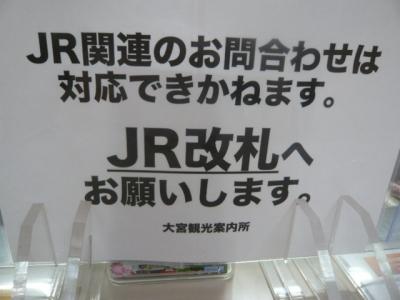 JR関連のお問合わせは
対応できかねます。
JR改札へ
お願いします。
大宮観光案内所